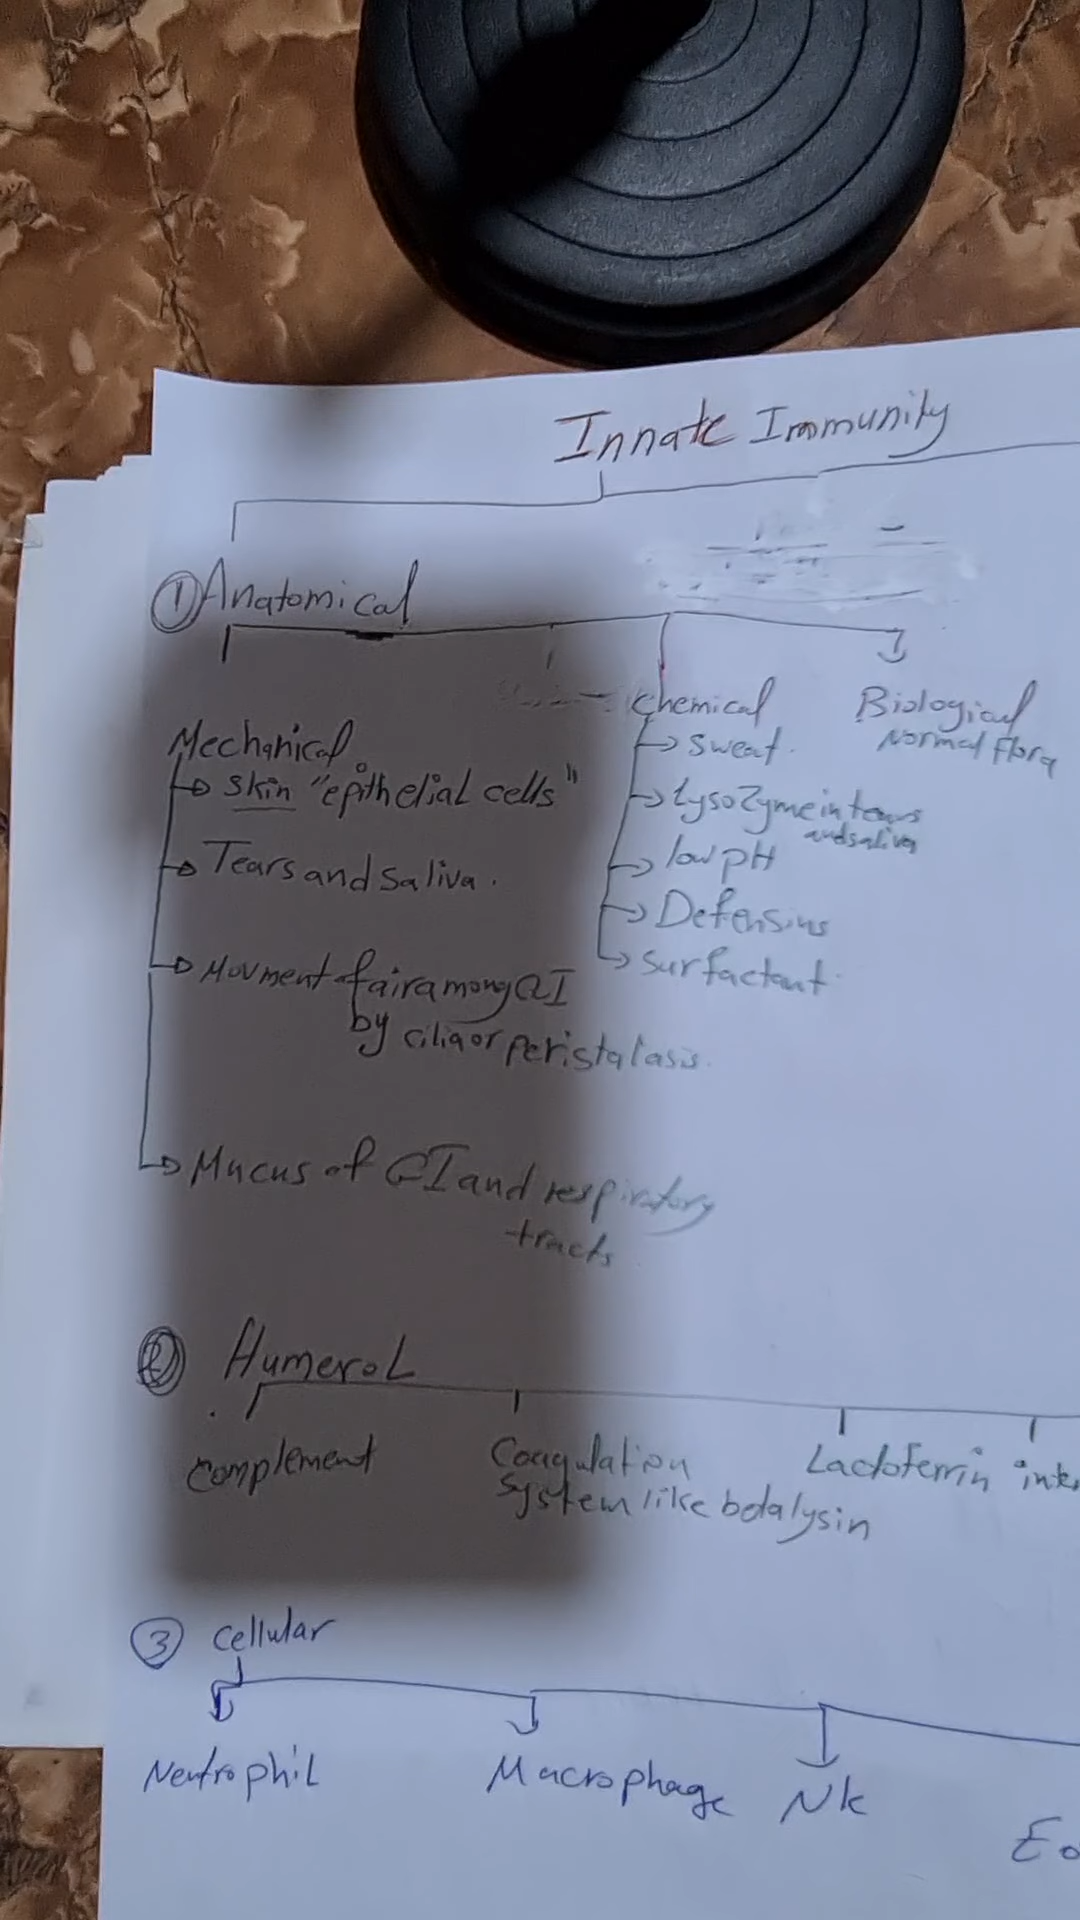 Innate Immunity
① Anatomical
Mechanical
skin "epithelial cells"
Tears and saliva.
Movment of air among GI
by cilia or peristalasis.
Mucus of GI and respiratory
tracts
chemical
sweat.
Lysozyme in tears
and saliva
low pH
Defensins
surfactant
Biological
Normal flora
② Humerol
complement
Coagulation
system like betalysin
Lactoferrin
③ cellular
Neutrophil
Macrophage
Nk